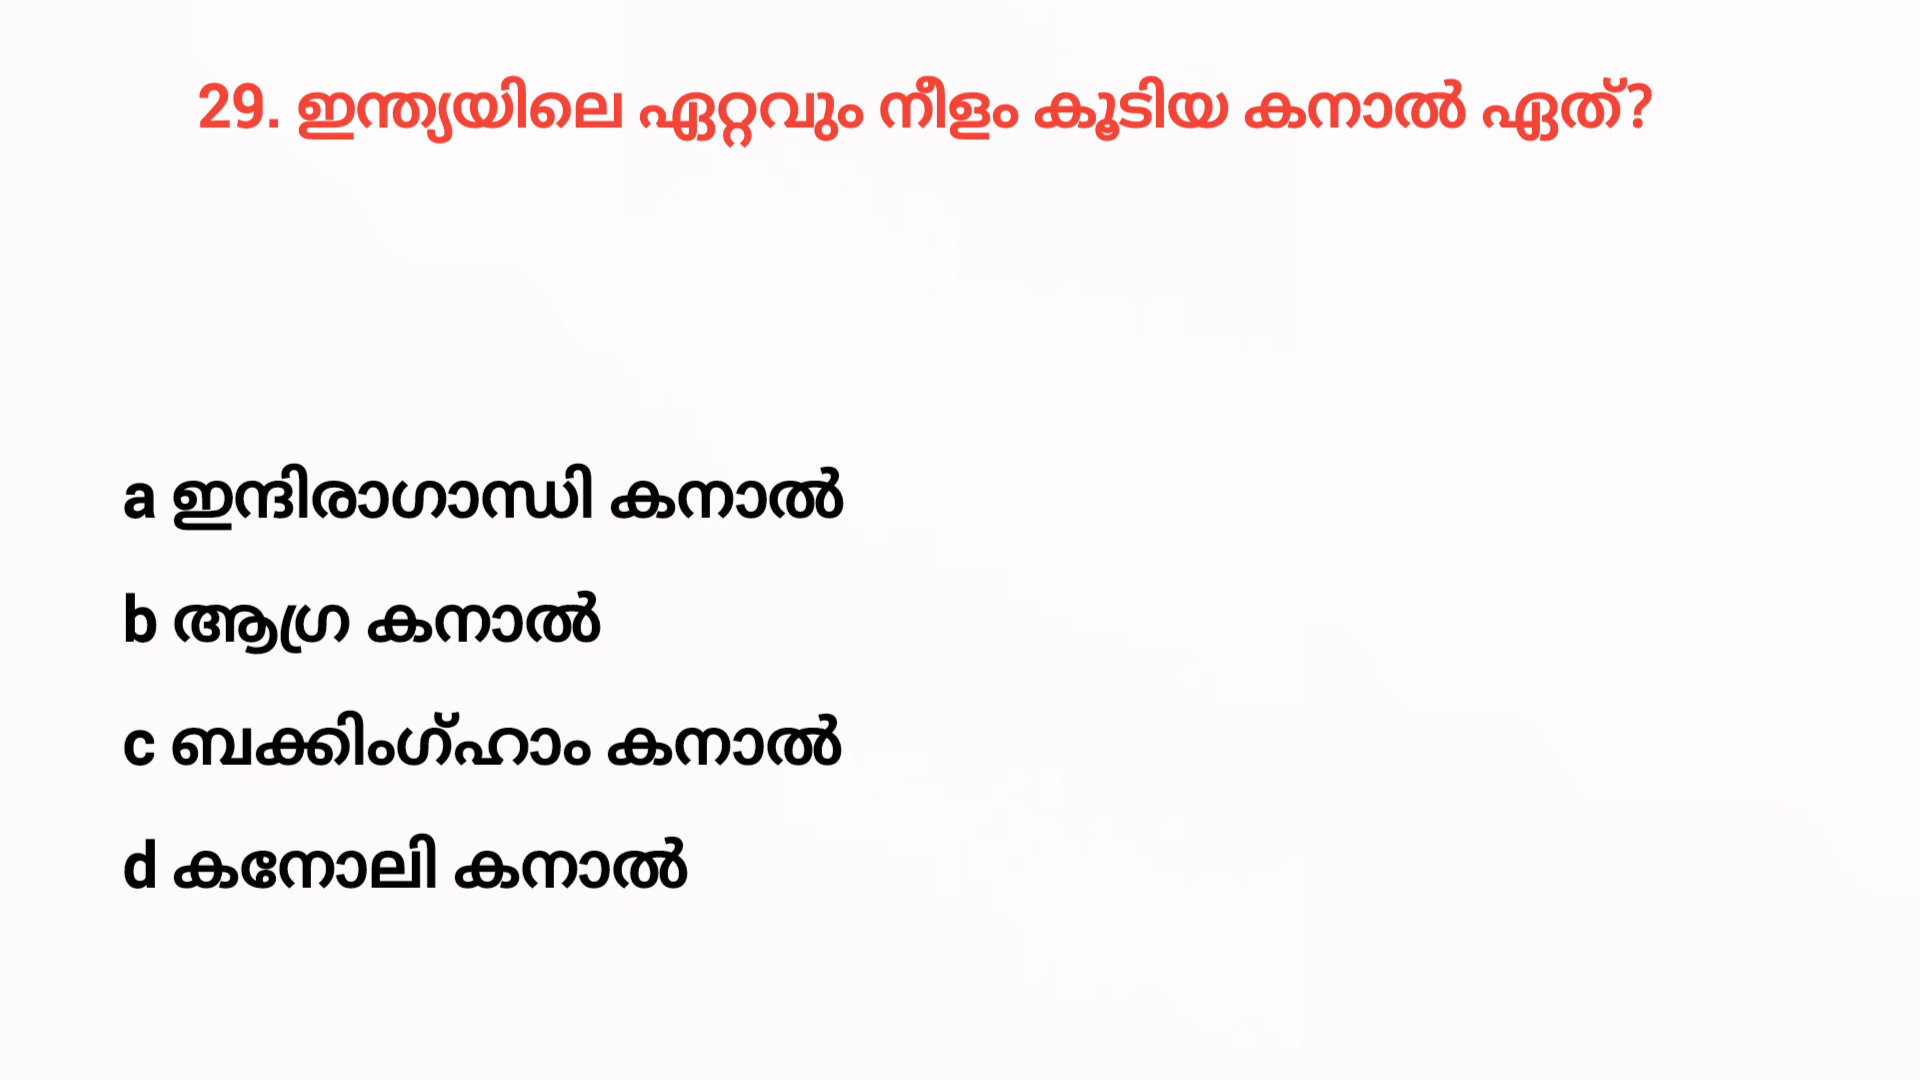 29. ഇന്ത്യയിലെ ഏറ്റവും നീളം കൂടിയ കനാൽ ഏത്?
a ഇന്ദിരാഗാന്ധി കനാൽ
b ആഗ്ര കനാൽ
c ബക്കിംഗ്ഹാം കനാൽ
d കനോലി കനാൽ